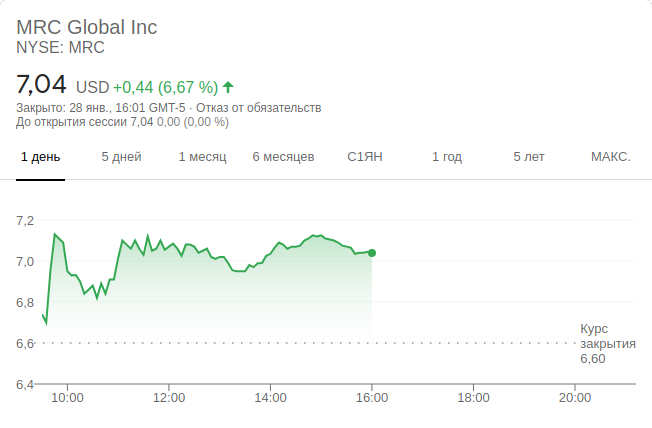 MRC Global Inc
NYSE: MRC
7,04 USD +0,44 (6,67 %)
Закрыто: 28 янв., 16:01 GMT-5 · Отказ от обязательств
До открытия сессии 7,04 0,00 (0,00 %)
1 день 5 дней 1 месяц 6 месяцев С1ЯН 1 год 5 лет МАКС.
7,2
7,0
6,8
6,6
6,4
Курс
закрытия
6,60
10:00 12:00 14:00 16:00 18:00 20:00